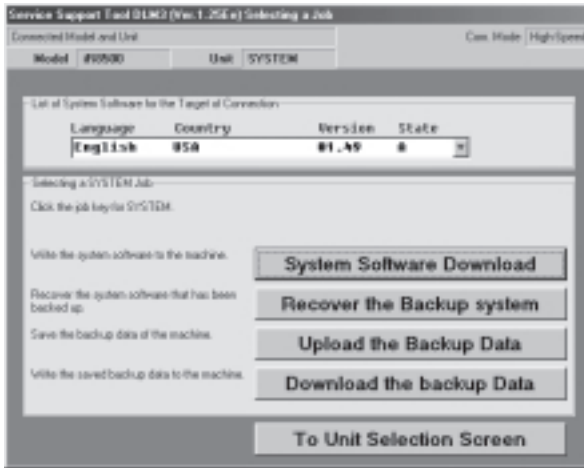 Service Support Tool DLM3 (Ver.1.25Ee) Selecting a Job
Connected Model and Unit
Com. Mode High-Speed
Model iR8500 Unit SYSTEM
List of System Software for the Target of Connection
Language Country Version State
English USA 01.49 A
Selecting a SYSTEM Job
Click the job key for SYSTEM.
Write the system software to the machine.
System Software Download
Recover the system software that has been
backed up.
Recover the Backup system
Save the backup data of the machine.
Upload the Backup Data
Write the saved backup data to the machine.
Download the backup Data
To Unit Selection Screen